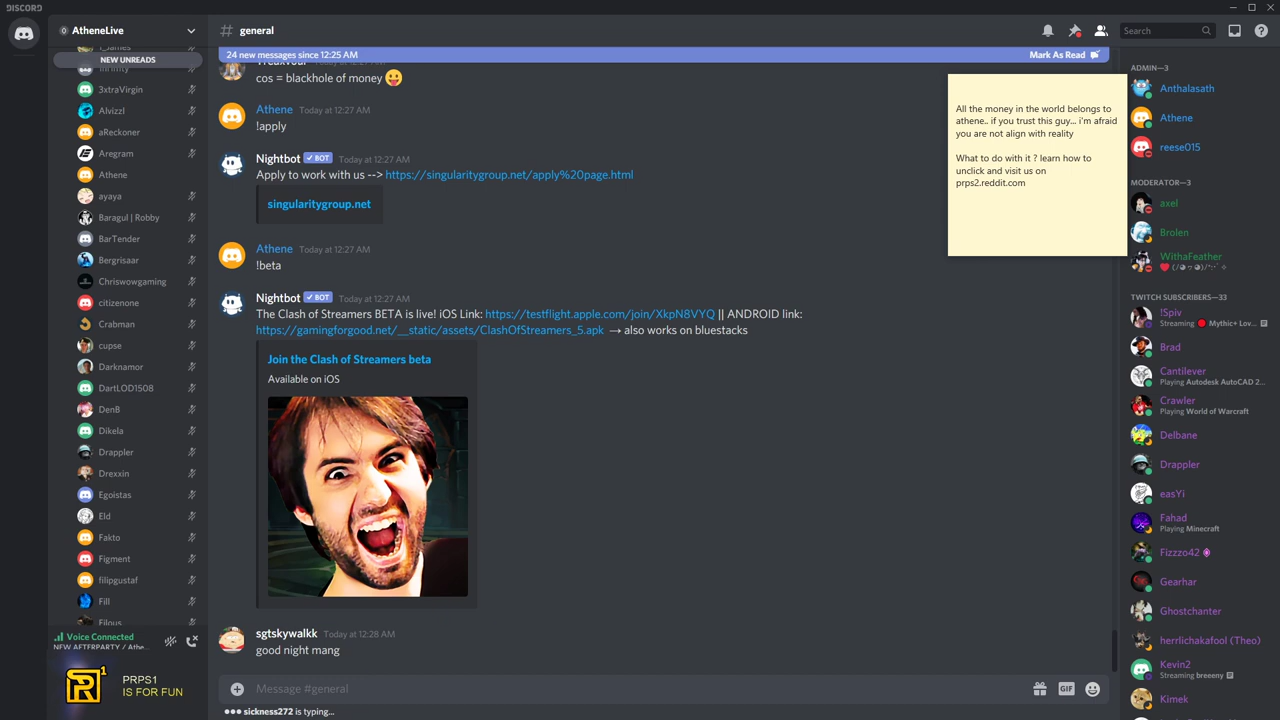 DISCORD
AtheneLive
# general
Search
NEW UNREADS
Infinity
3xtraVirgin
Alvizzl
aReckoner
Aregram
Athene
ayaya
Baragul | Robby
BarTender
Bergrisaar
Chriswowgaming
citizenone
Crabman
cupse
Darknamor
DartLOD1508
DenB
Dikela
Drappler
Drexxin
Egoistas
Eld
Fakto
Figment
filipgustaf
Fill
Filous
Voice Connected
NEW AFTERPARTY / Athe...
PRPS1
IS FOR FUN
24 new messages since 12:25 AM
Mark As Read
cos = blackhole of money
Athene Today at 12:27 AM
!apply
Nightbot BOT Today at 12:27 AM
Apply to work with us --> https://singularitygroup.net/apply%20page.html
singularitygroup.net
Athene Today at 12:27 AM
!beta
Nightbot BOT Today at 12:27 AM
The Clash of Streamers BETA is live! iOS Link: https://testflight.apple.com/join/XkpN8VYQ || ANDROID link:
https://gamingforgood.net/__static/assets/ClashOfStreamers_5.apk → also works on bluestacks
Join the Clash of Streamers beta
Available on iOS
sgtskywalkk Today at 12:28 AM
good night mang
Message #general
GIF
sickness272 is typing...
All the money in the world belongs to
athene.. if you trust this guy... i'm afraid
you are not align with reality
What to do with it ? learn how to
unclick and visit us on
prps2.reddit.com
ADMIN—3
Anthalasath
Athene
reese015
MODERATOR—3
axel
Brolen
WithaFeather
TWITCH SUBSCRIBERS—33
!Spiv
Streaming Mythic+ Lov...
Brad
Cantilever
Playing Autodesk AutoCAD 2...
Crawler
Playing World of Warcraft
Delbane
Drappler
easYi
Fahad
Playing Minecraft
Fizzzo42
Gearhar
Ghostchanter
herrlichakafool (Theo)
Kevin2
Streaming breeeny
Kimek